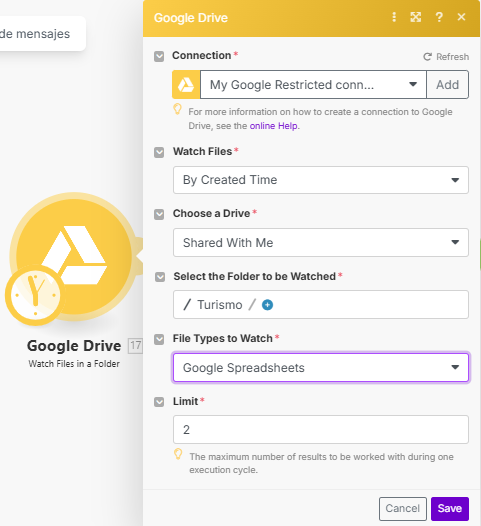 de mensajes
Google Drive
Connection*
Refresh
My Google Restricted conn...
Add
For more information on how to create a connection to Google
Drive, see the online Help.
Watch Files*
By Created Time
Choose a Drive*
Shared With Me
Select the Folder to be Watched*
/ Turismo /
File Types to Watch*
Google Spreadsheets
Limit*
2
The maximum number of results to be worked with during one
execution cycle.
Cancel
Save
Google Drive
17
Watch Files in a Folder